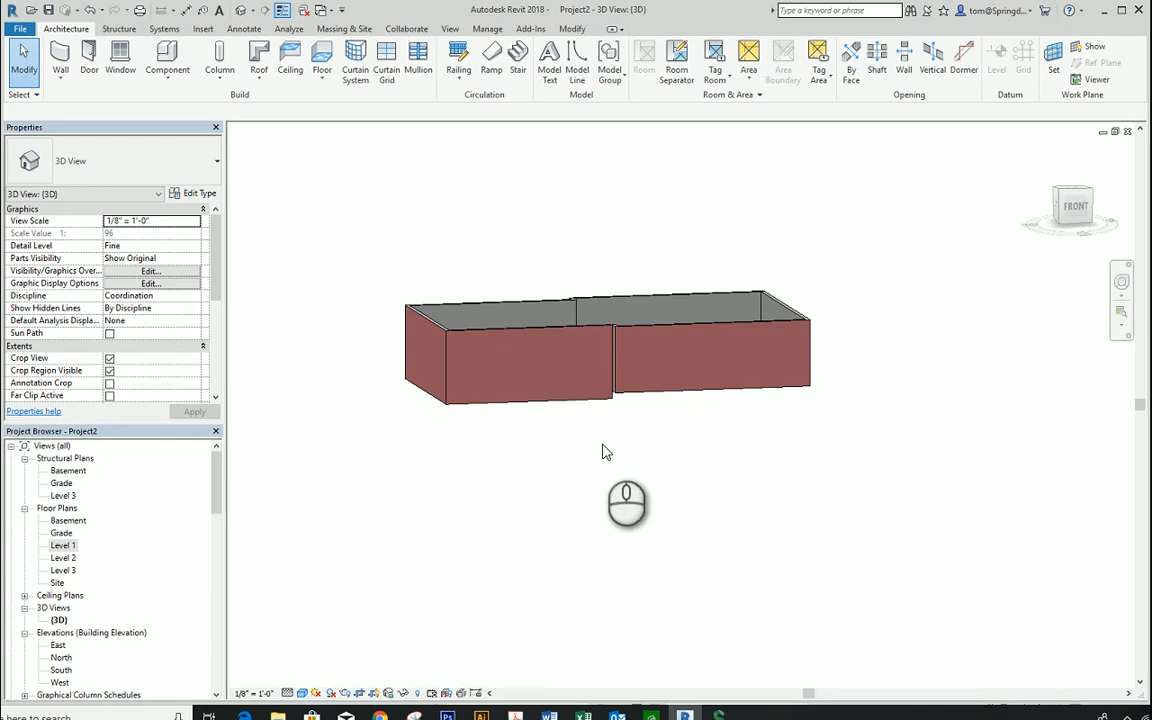 Autodesk Revit 2018 - Project2 - 3D View: {3D}
Type a keyword or phrase
tom@Springd...
File Architecture Structure Systems Insert Annotate Analyze Massing & Site Collaborate View Manage Add-Ins Modify
Modify Wall Door Window Component Column Roof Ceiling Floor Curtain System Curtain Grid Mullion Railing Ramp Stair Model Text Model Line Model Group Room Room Separator Tag Room Area Area Boundary Tag Area By Face Shaft Wall Vertical Dormer Level Grid Set Show Ref Plane Viewer
Select Build Circulation Model Room & Area Opening Datum Work Plane
Properties
3D View
3D View: {3D} Edit Type
Graphics
View Scale 1/8" = 1'-0"
Scale Value 1: 96
Detail Level Fine
Parts Visibility Show Original
Visibility/Graphics Over... Edit...
Graphic Display Options Edit...
Discipline Coordination
Show Hidden Lines By Discipline
Default Analysis Displa... None
Sun Path
Extents
Crop View
Crop Region Visible
Annotation Crop
Far Clip Active
Properties help Apply
Project Browser - Project2
Views (all)
Structural Plans
Basement
Grade
Level 3
Floor Plans
Basement
Grade
Level 1
Level 2
Level 3
Site
Ceiling Plans
3D Views
{3D}
Elevations (Building Elevation)
East
North
South
West
Graphical Column Schedules
FRONT
1/8" = 1'-0"
here to search